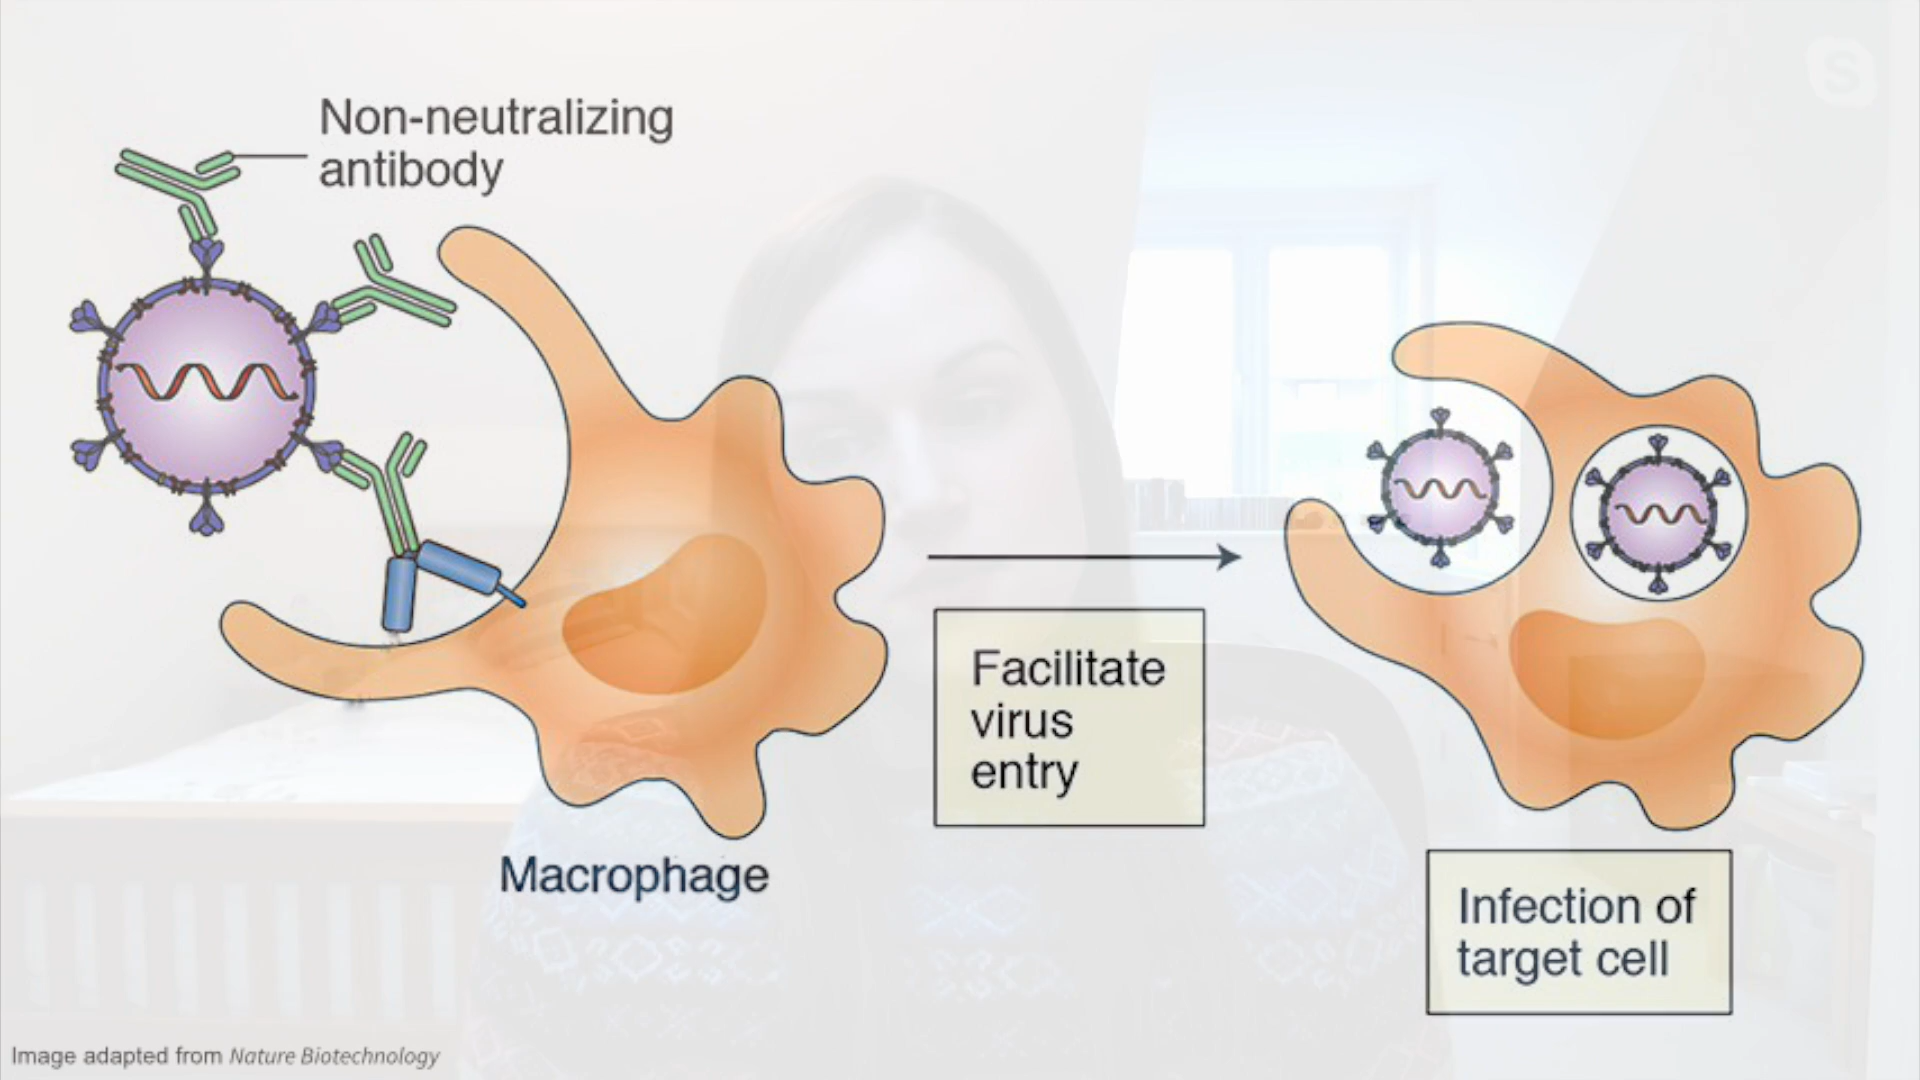 Non-neutralizing
antibody
Macrophage
Facilitate
virus
entry
Infection of
target cell
Image adapted from Nature Biotechnology
S